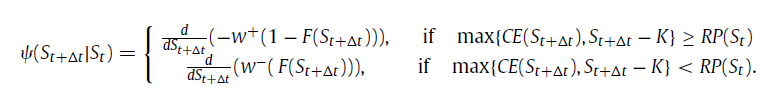 ψ(S_{t+Δt}|S_t) = { d/dS_{t+Δt} (−w⁺(1 − F(S_{t+Δt}))), if max{CE(S_{t+Δt}), S_{t+Δt} − K} ≥ RP(S_t)
d/dS_{t+Δt} (w⁻( F(S_{t+Δt}))), if max{CE(S_{t+Δt}), S_{t+Δt} − K} < RP(S_t).